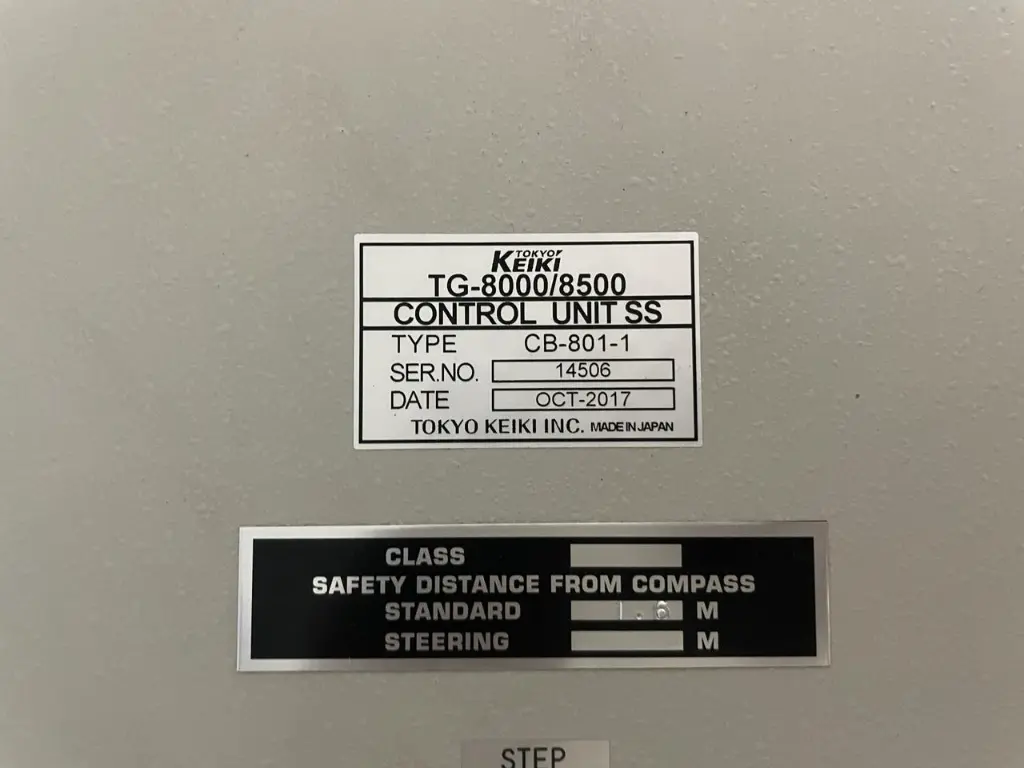 TOKYO
KEIKI
TG-8000/8500
CONTROL UNIT SS
TYPE CB-801-1
SER.NO. 14506
DATE OCT-2017
TOKYO KEIKI INC. MADE IN JAPAN
CLASS
SAFETY DISTANCE FROM COMPASS
STANDARD 1.6 M
STEERING M
STEP